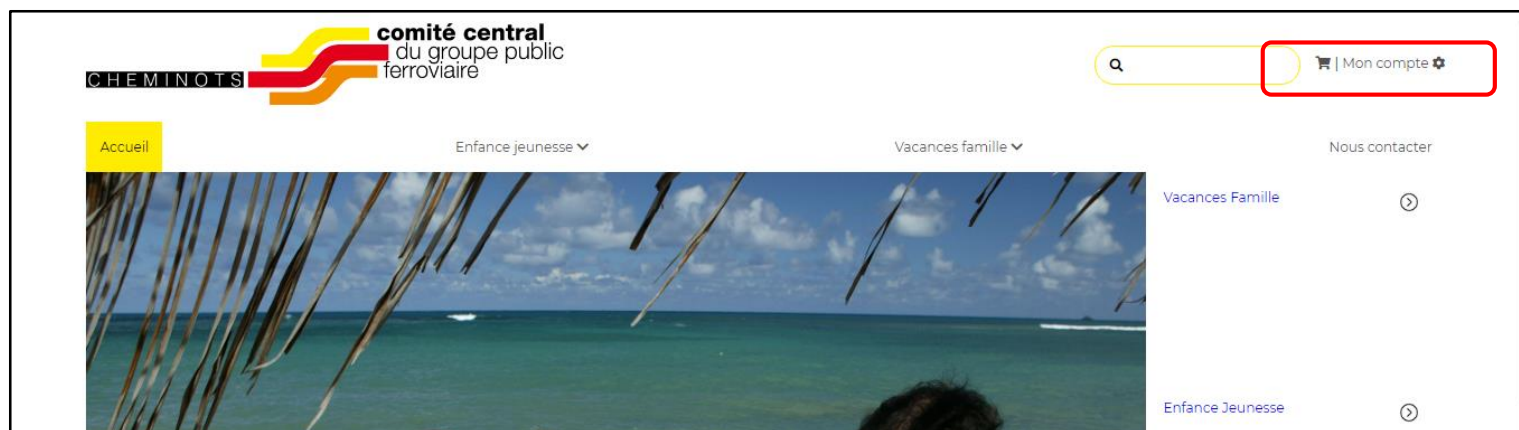 comité central
du groupe public
ferroviaire
CHEMINOTS
| Mon compte
Accueil
Enfance jeunesse
Vacances famille
Nous contacter
Vacances Famille
Enfance Jeunesse